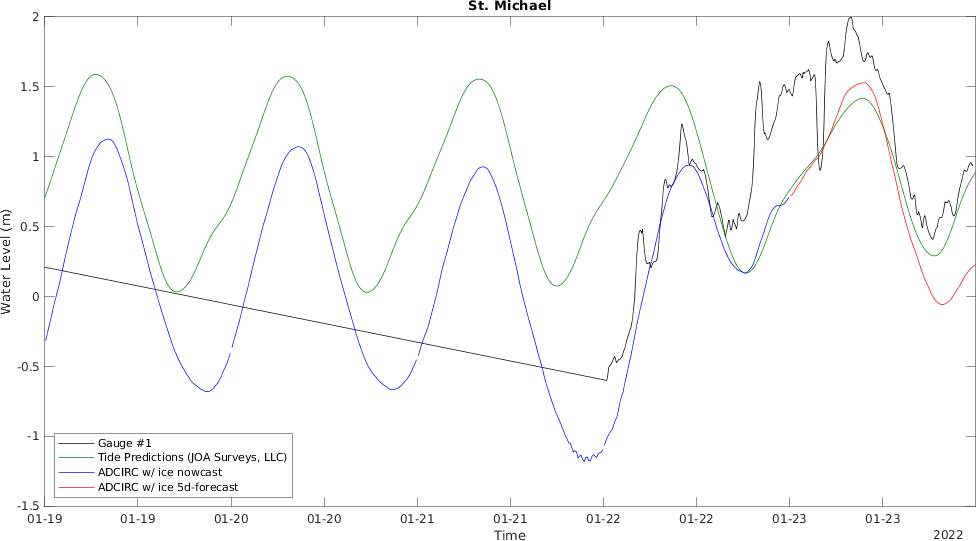 St. Michael
2
1.5
1
0.5
0
-0.5
-1
-1.5
Water Level (m)
Gauge #1
Tide Predictions (JOA Surveys, LLC)
ADCIRC w/ ice nowcast
ADCIRC w/ ice 5d-forecast
01-19 01-19 01-20 01-20 01-21 01-21 01-22 01-22 01-23 01-23
Time
2022